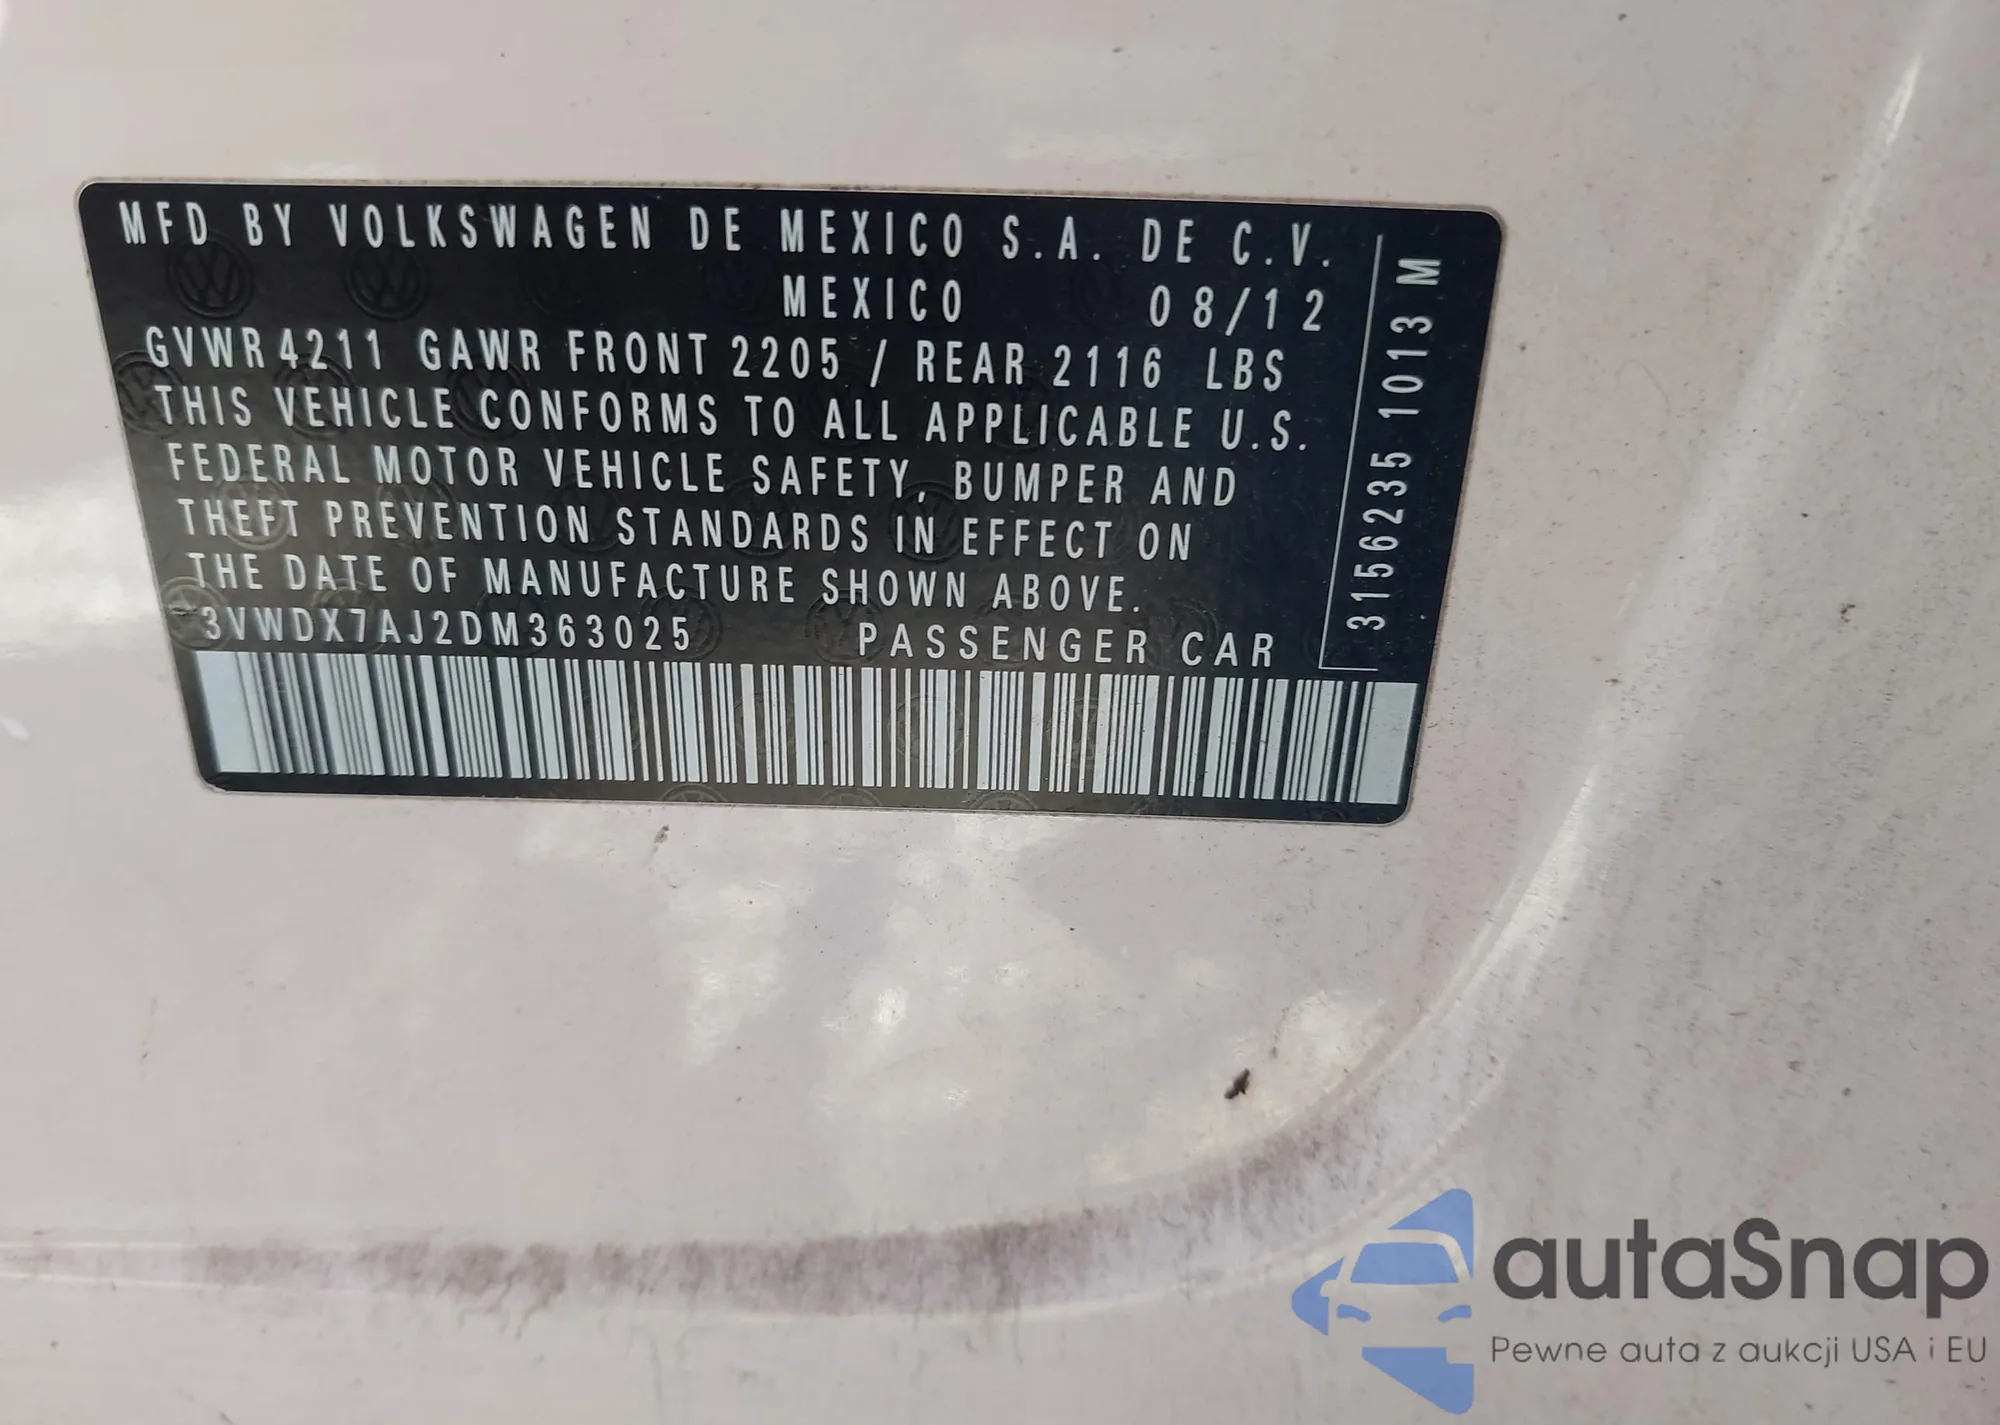 MFD BY VOLKSWAGEN DE MEXICO S.A. DE C.V.
MEXICO 08/12
GVWR 4211 GAWR FRONT 2205 / REAR 2116 LBS
THIS VEHICLE CONFORMS TO ALL APPLICABLE U.S.
FEDERAL MOTOR VEHICLE SAFETY, BUMPER AND
THEFT PREVENTION STANDARDS IN EFFECT ON
THE DATE OF MANUFACTURE SHOWN ABOVE.
3VWDX7AJ2DM363025 PASSENGER CAR
3156235 1013 M
autaSnap
Pewne auta z aukcji USA i EU